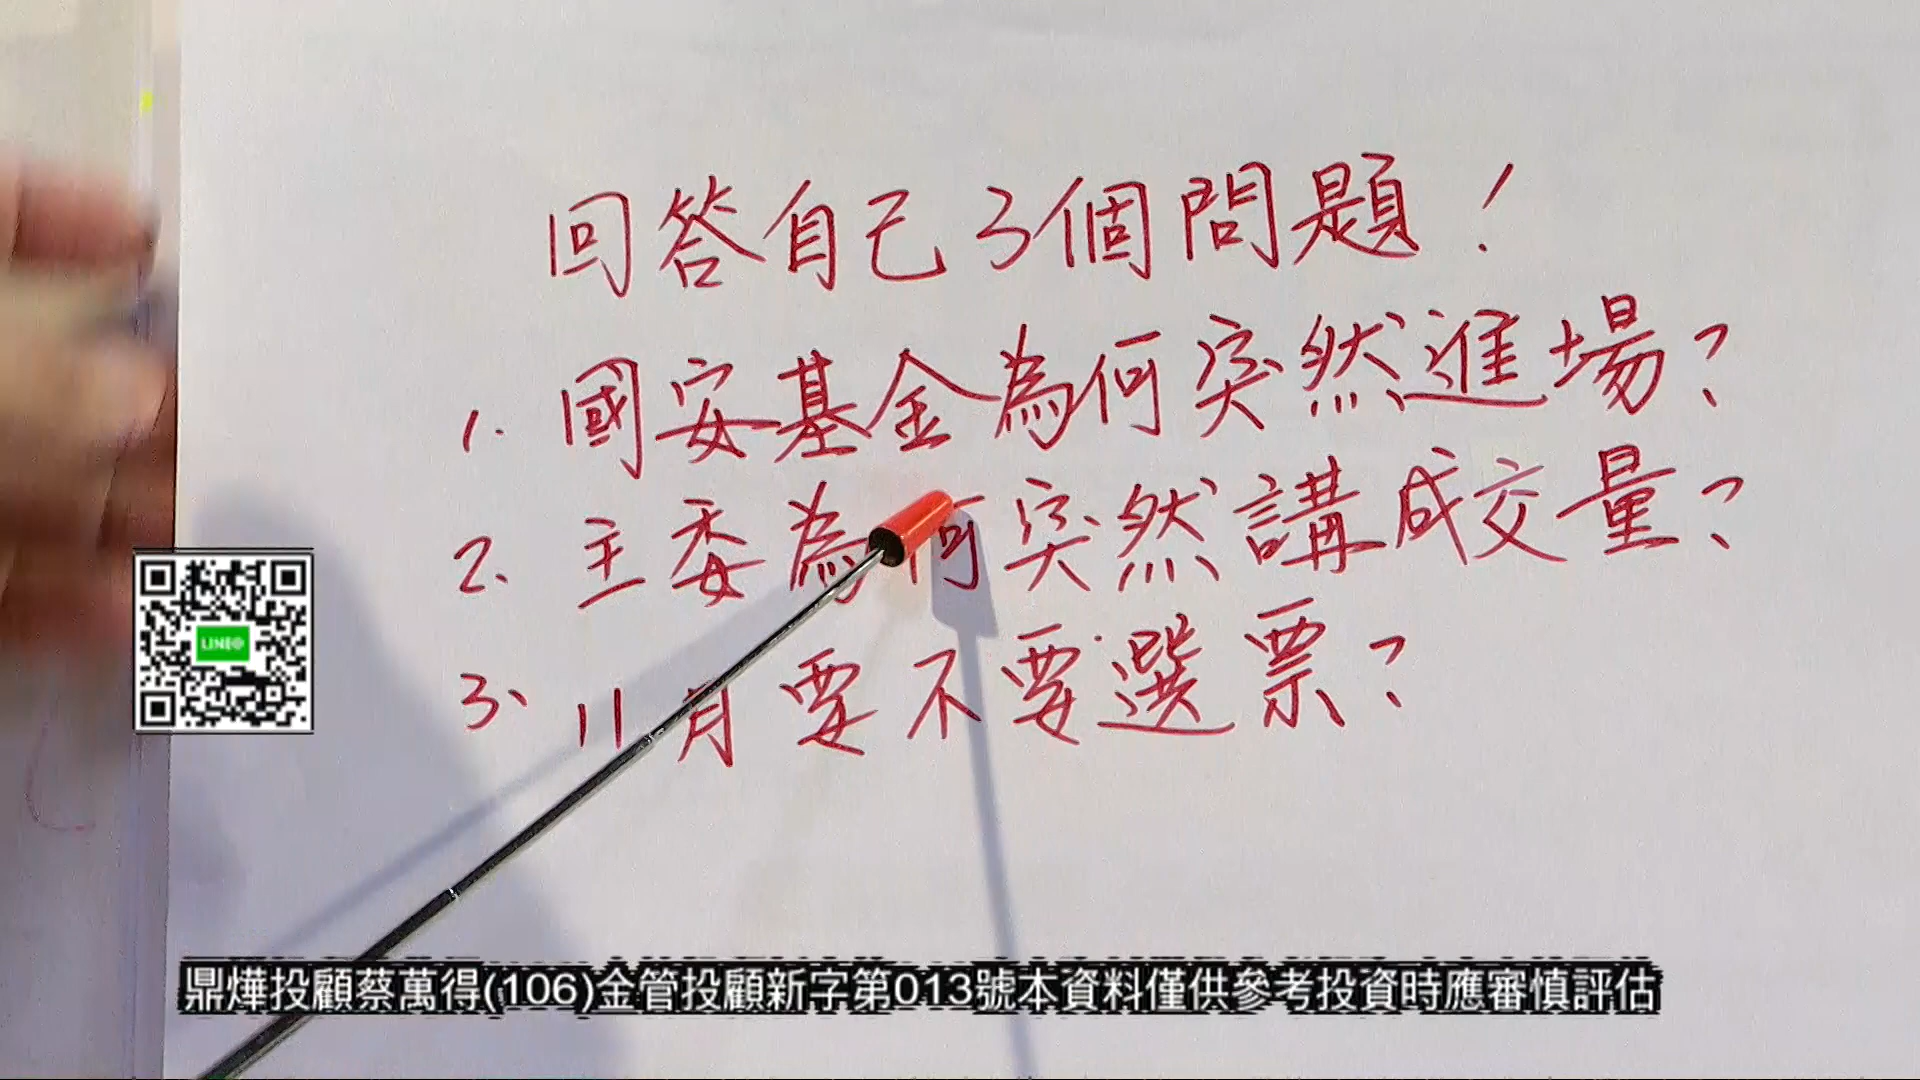 回答自己3個問題！
1. 國安基金為何突然進場？
2、主委為何突然講成交量？
3、11月要不要選票？
LINE@
鼎燁投顧蔡萬得(106)金管投顧新字第013號本資料僅供參考投資時應審慎評估